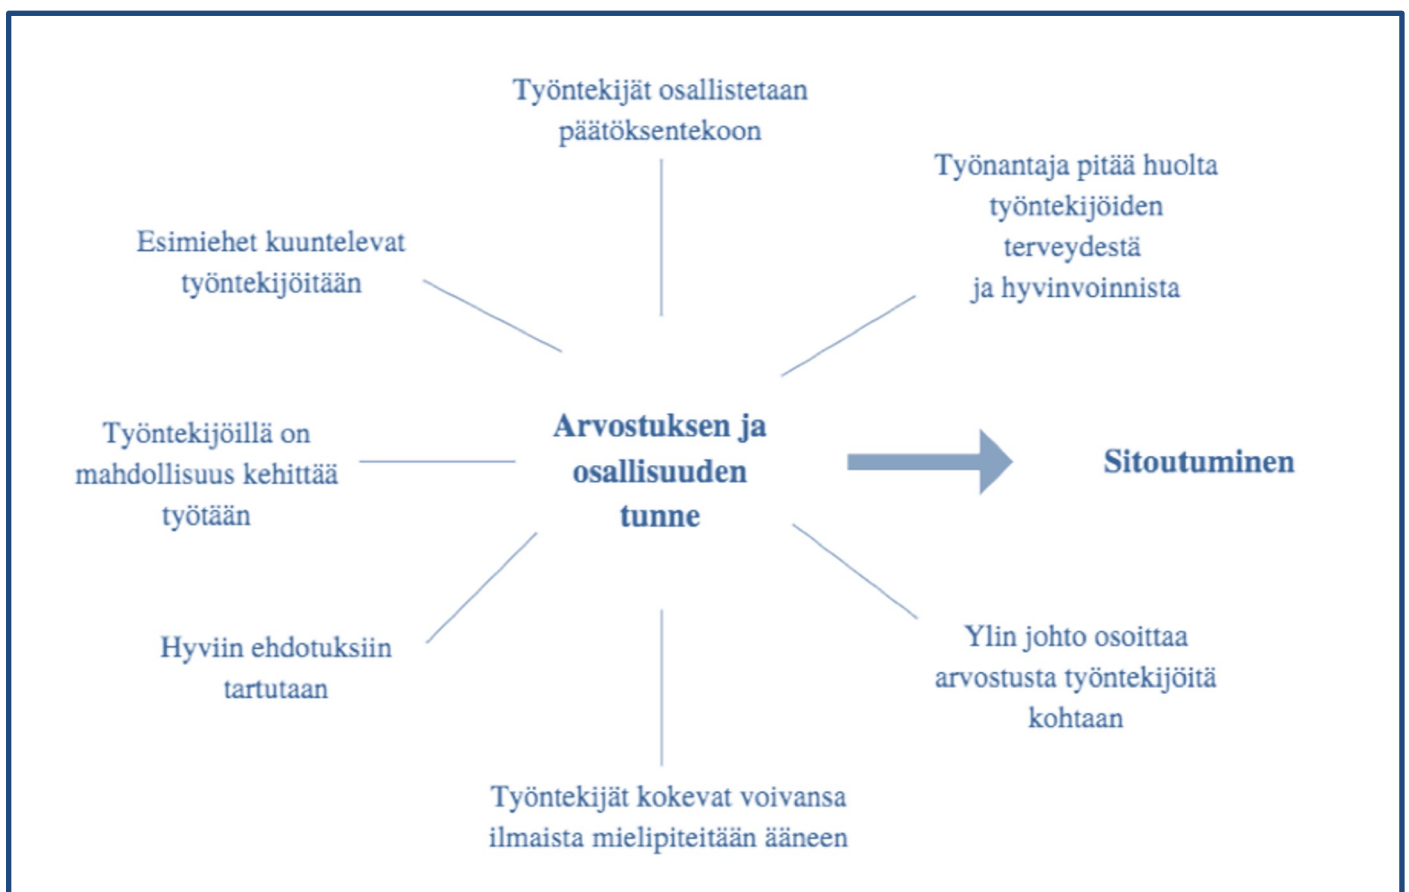 Työntekijät osallistetaan
päätöksentekoon
Työnantaja pitää huolta
työntekijöiden
terveydestä
ja hyvinvoinnista
Esimiehet kuuntelevat
työntekijöitään
Arvostuksen ja
osallisuuden
tunne
Sitoutuminen
Työntekijöillä on
mahdollisuus kehittää
työtään
Hyviin ehdotuksiin
tartutaan
Ylin johto osoittaa
arvostusta työntekijöitä
kohtaan
Työntekijät kokevat voivansa
ilmaista mielipiteitään ääneen